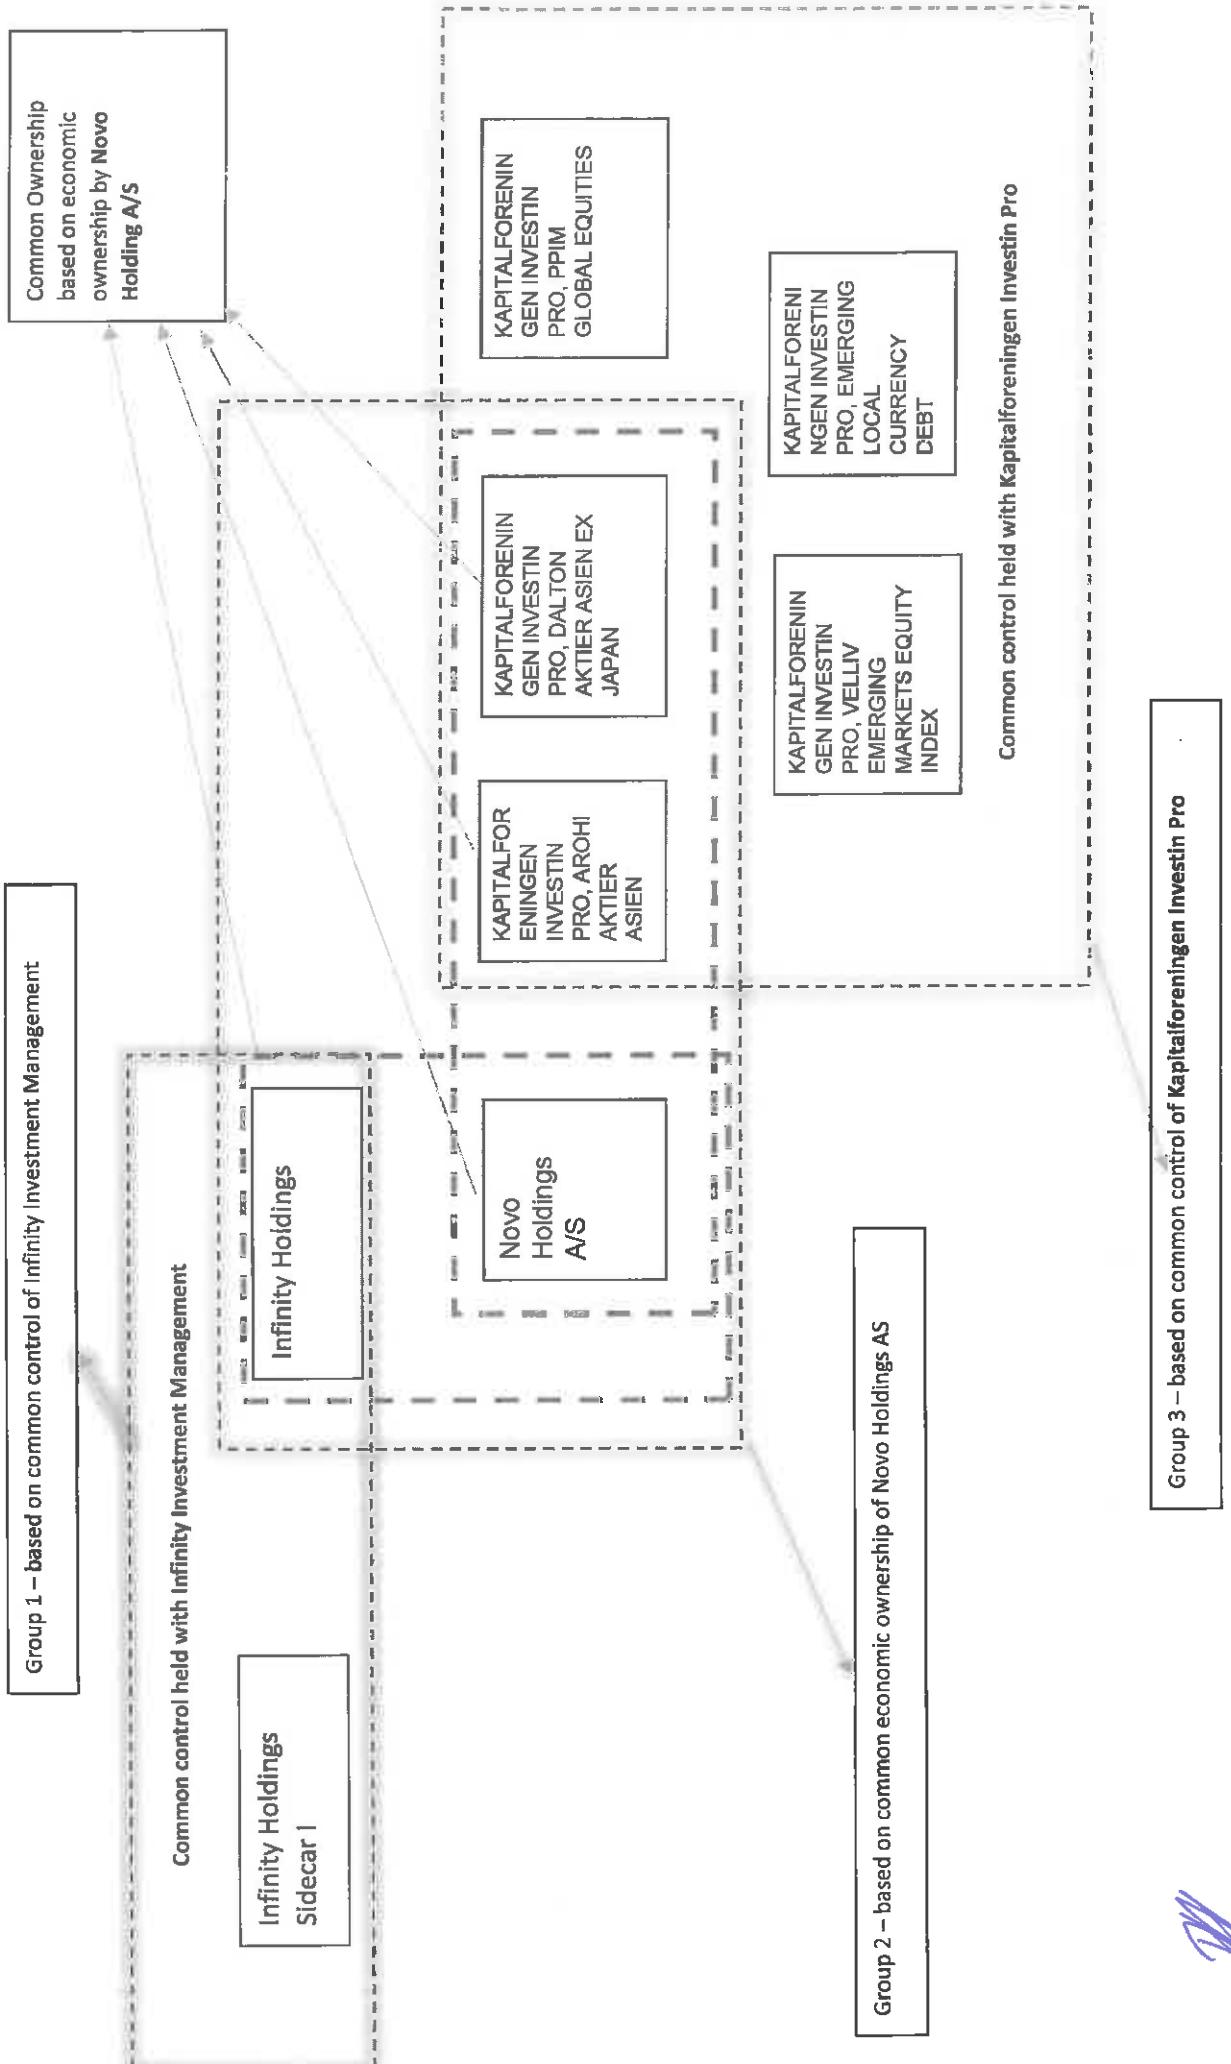 Group 1 – based on common control of Infinity Investment Management
Common Ownership
based on economic
ownership by Novo
Holding A/S
Common control held with Infinity Investment Management
Infinity Holdings
Sidecar I
Infinity Holdings
Novo
Holdings
A/S
KAPITALFOR
ENINGEN
INVESTIN
PRO, AROHI
AKTIER
ASIEN
KAPITALFORENIN
GEN INVESTIN
PRO, DALTON
AKTIER ASIEN EX
JAPAN
KAPITALFORENIN
GEN INVESTIN
PRO, PPIM
GLOBAL EQUITIES
KAPITALFORENIN
GEN INVESTIN
PRO, VELLIV
EMERGING
MARKETS EQUITY
INDEX
KAPITALFORENI
NGEN INVESTIN
PRO, EMERGING
LOCAL
CURRENCY
DEBT
Common control held with Kapitalforeningen Investin Pro
Group 2 – based on common economic ownership of Novo Holdings AS
Group 3 – based on common control of Kapitalforeningen Investin Pro